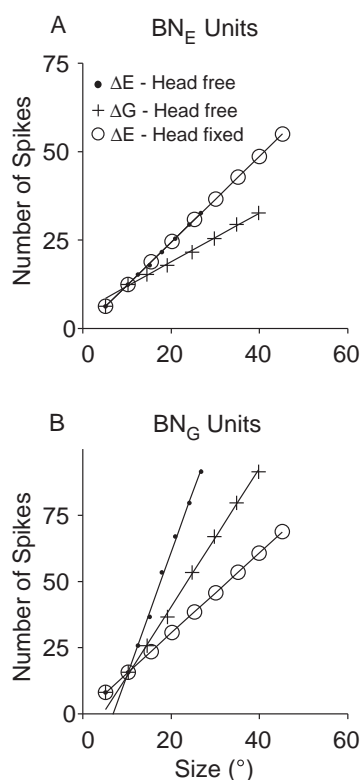 A BN_E Units
75
• ΔE - Head free
+ ΔG - Head free
○ ΔE - Head fixed
50
25
0
Number of Spikes
0 20 40 60
B BN_G Units
75
50
25
0
Number of Spikes
0 20 40 60
Size (°)